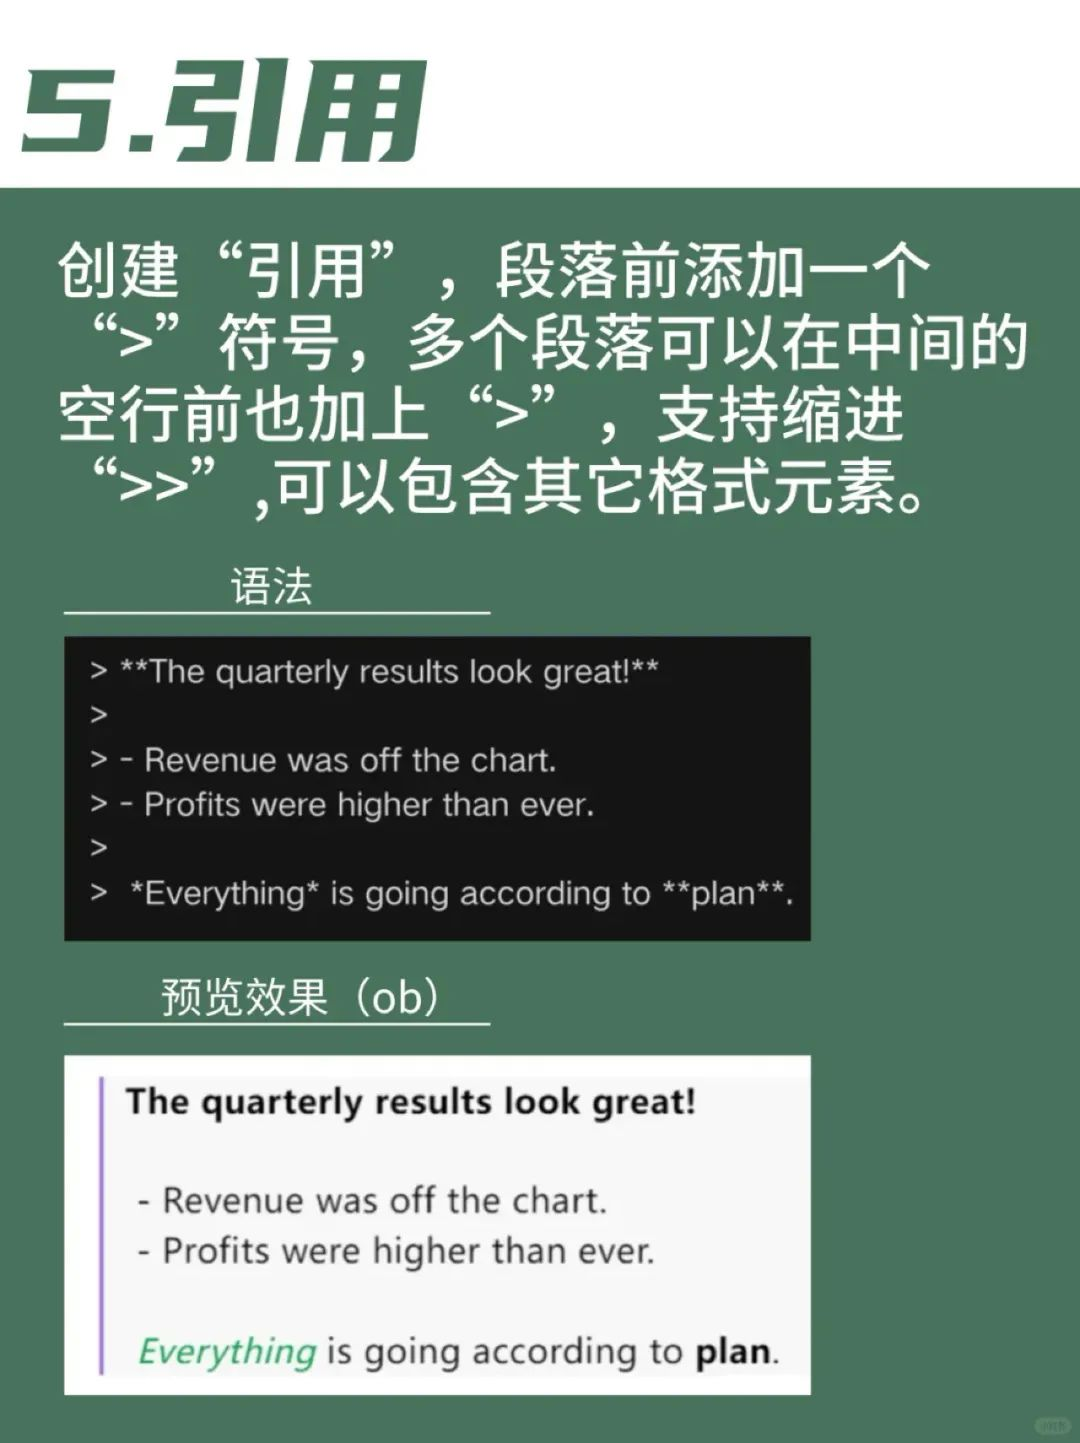 5.引用
创建“引用”，段落前添加一个
“>”符号，多个段落可以在中间的
空行前也加上“>”，支持缩进
“>>”,可以包含其它格式元素。
语法
> **The quarterly results look great!**
>
> - Revenue was off the chart.
> - Profits were higher than ever.
>
> *Everything* is going according to **plan**.
预览效果（ob）
The quarterly results look great!
- Revenue was off the chart.
- Profits were higher than ever.
Everything is going according to plan.